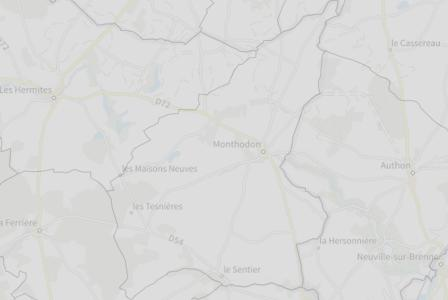 le Cassereau
D72
Les Hermites
D72
Monthodon
Authon
les Maisons Neuves
les Tesnières
a Ferrière
D54
la Hersonnière
Neuville-sur-Brenne
le Sentier